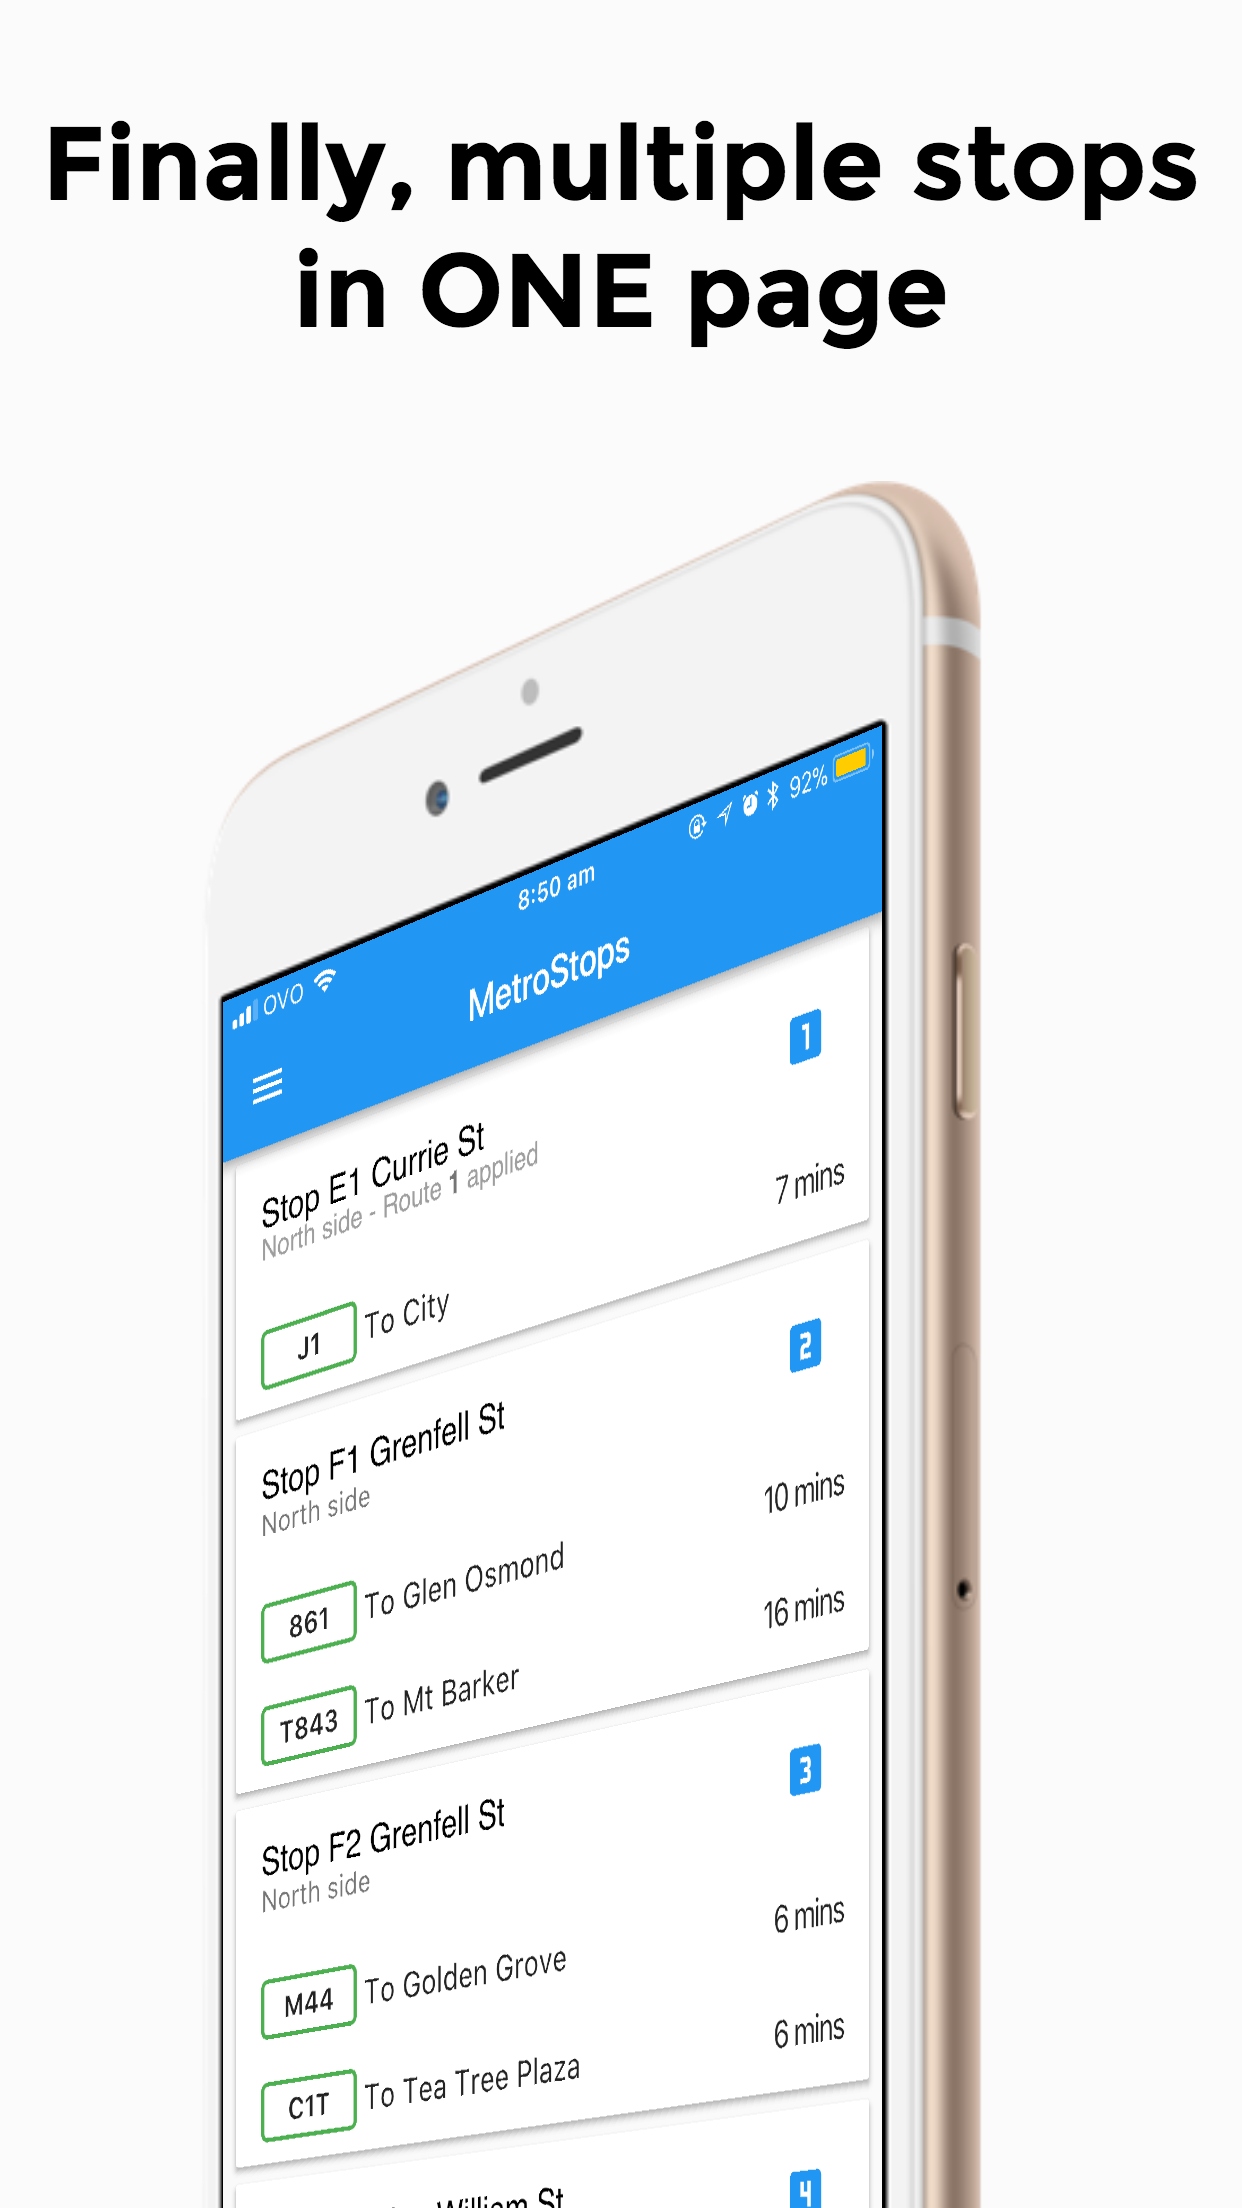 Finally, multiple stops
in ONE page
OVO
8:50 am
92%
MetroStops
1
Stop E1 Currie St
North side - Route 1 applied
J1 To City 7 mins
2
Stop F1 Grenfell St
North side
861 To Glen Osmond 10 mins
T843 To Mt Barker 16 mins
3
Stop F2 Grenfell St
North side
M44 To Golden Grove 6 mins
C1T To Tea Tree Plaza 6 mins
4
William St